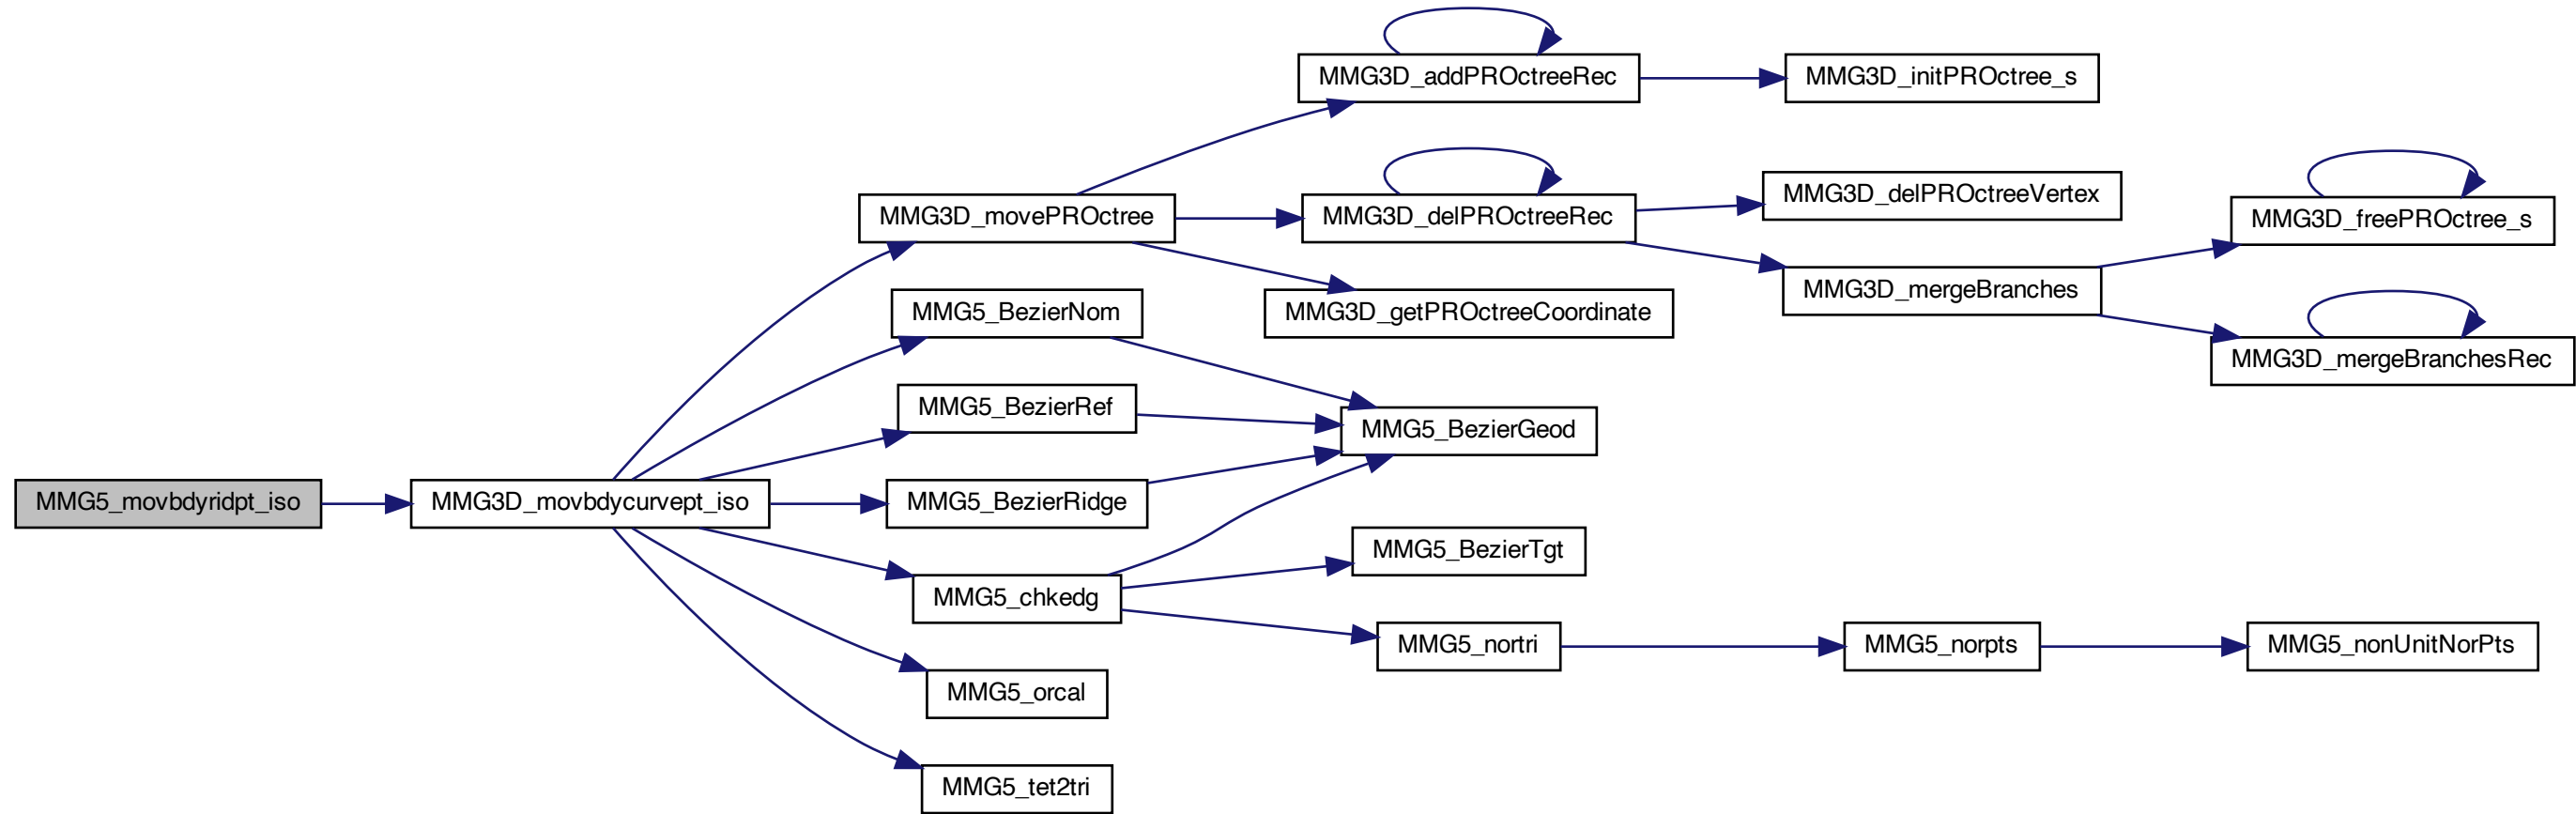 MMG3D_addPROctreeRec
MMG3D_initPROctree_s
MMG3D_movePROctree
MMG3D_delPROctreeRec
MMG3D_delPROctreeVertex
MMG3D_freePROctree_s
MMG3D_mergeBranches
MMG5_BezierNom
MMG3D_getPROctreeCoordinate
MMG3D_mergeBranchesRec
MMG5_BezierRef
MMG5_BezierGeod
MMG5_movbdyridpt_iso
MMG3D_movbdycurvept_iso
MMG5_BezierRidge
MMG5_BezierTgt
MMG5_chkedg
MMG5_nortri
MMG5_norpts
MMG5_nonUnitNorPts
MMG5_orcal
MMG5_tet2tri